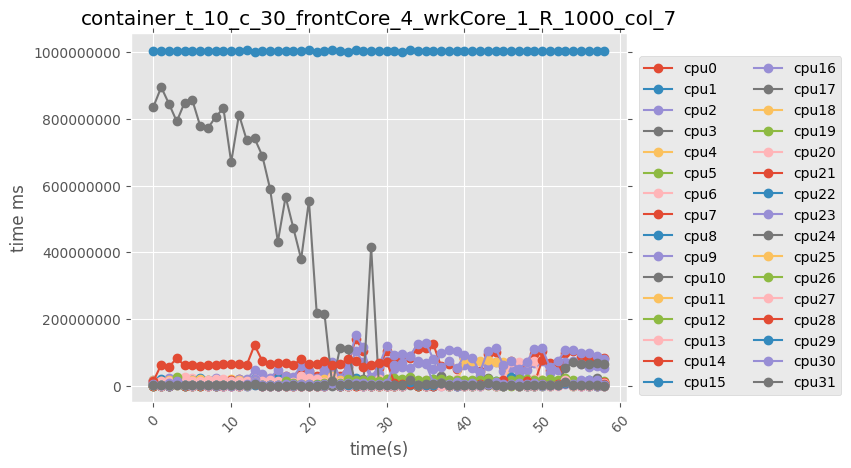 container_t_10_c_30_frontCore_4_wrkCore_1_R_1000_col_7
1000000000
800000000
600000000
400000000
200000000
0
time ms
0
10
20
30
40
50
60
time(s)
cpu0
cpu1
cpu2
cpu3
cpu4
cpu5
cpu6
cpu7
cpu8
cpu9
cpu10
cpu11
cpu12
cpu13
cpu14
cpu15
cpu16
cpu17
cpu18
cpu19
cpu20
cpu21
cpu22
cpu23
cpu24
cpu25
cpu26
cpu27
cpu28
cpu29
cpu30
cpu31